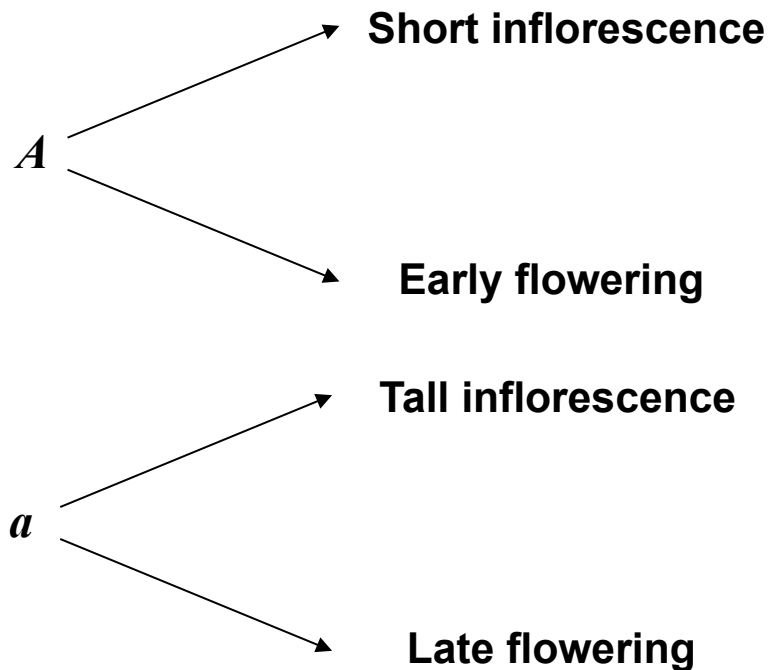 Short inflorescence
A
Early flowering
Tall inflorescence
a
Late flowering